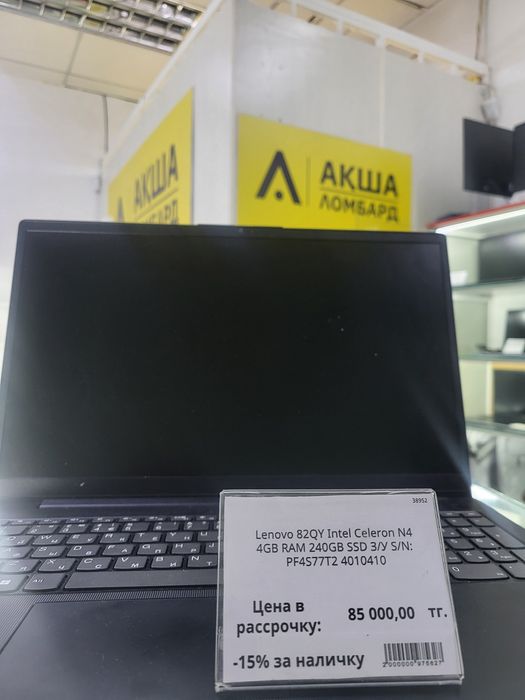 АКША
ЛОМБАРД
АКША
ЛОМБАРД
38952
Lenovo 82QY Intel Celeron N4
4GB RAM 240GB SSD З/У S/N:
PF4S77T2 4010410
Цена в
рассрочку:
85 000,00 тг.
-15% за наличку
2000000976827